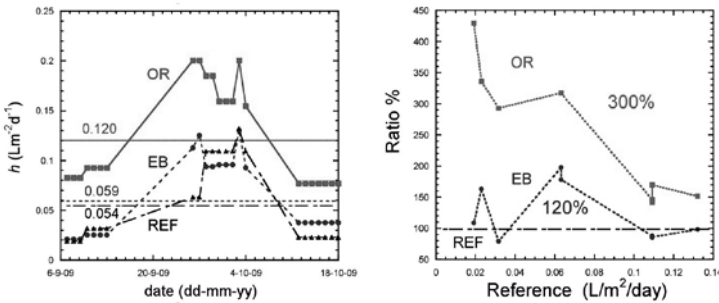 0.25
0.2
0.15
0.1
0.05
0
h (Lm⁻²d⁻¹)
OR
0.120
EB
0.059
0.054
REF
6-9-09 20-9-09 4-10-09 18-10-09
date (dd-mm-yy)
450
400
350
300
250
200
150
100
50
0
Ratio %
OR
300%
EB
120%
REF
0 0.02 0.04 0.06 0.08 0.1 0.12 0.14
Reference (L/m²/day)